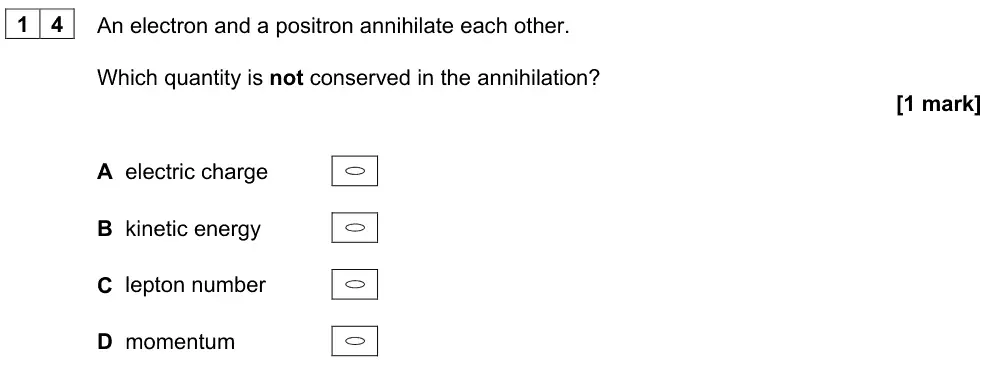 1 4 An electron and a positron annihilate each other.
Which quantity is not conserved in the annihilation?
[1 mark]
A electric charge
B kinetic energy
C lepton number
D momentum